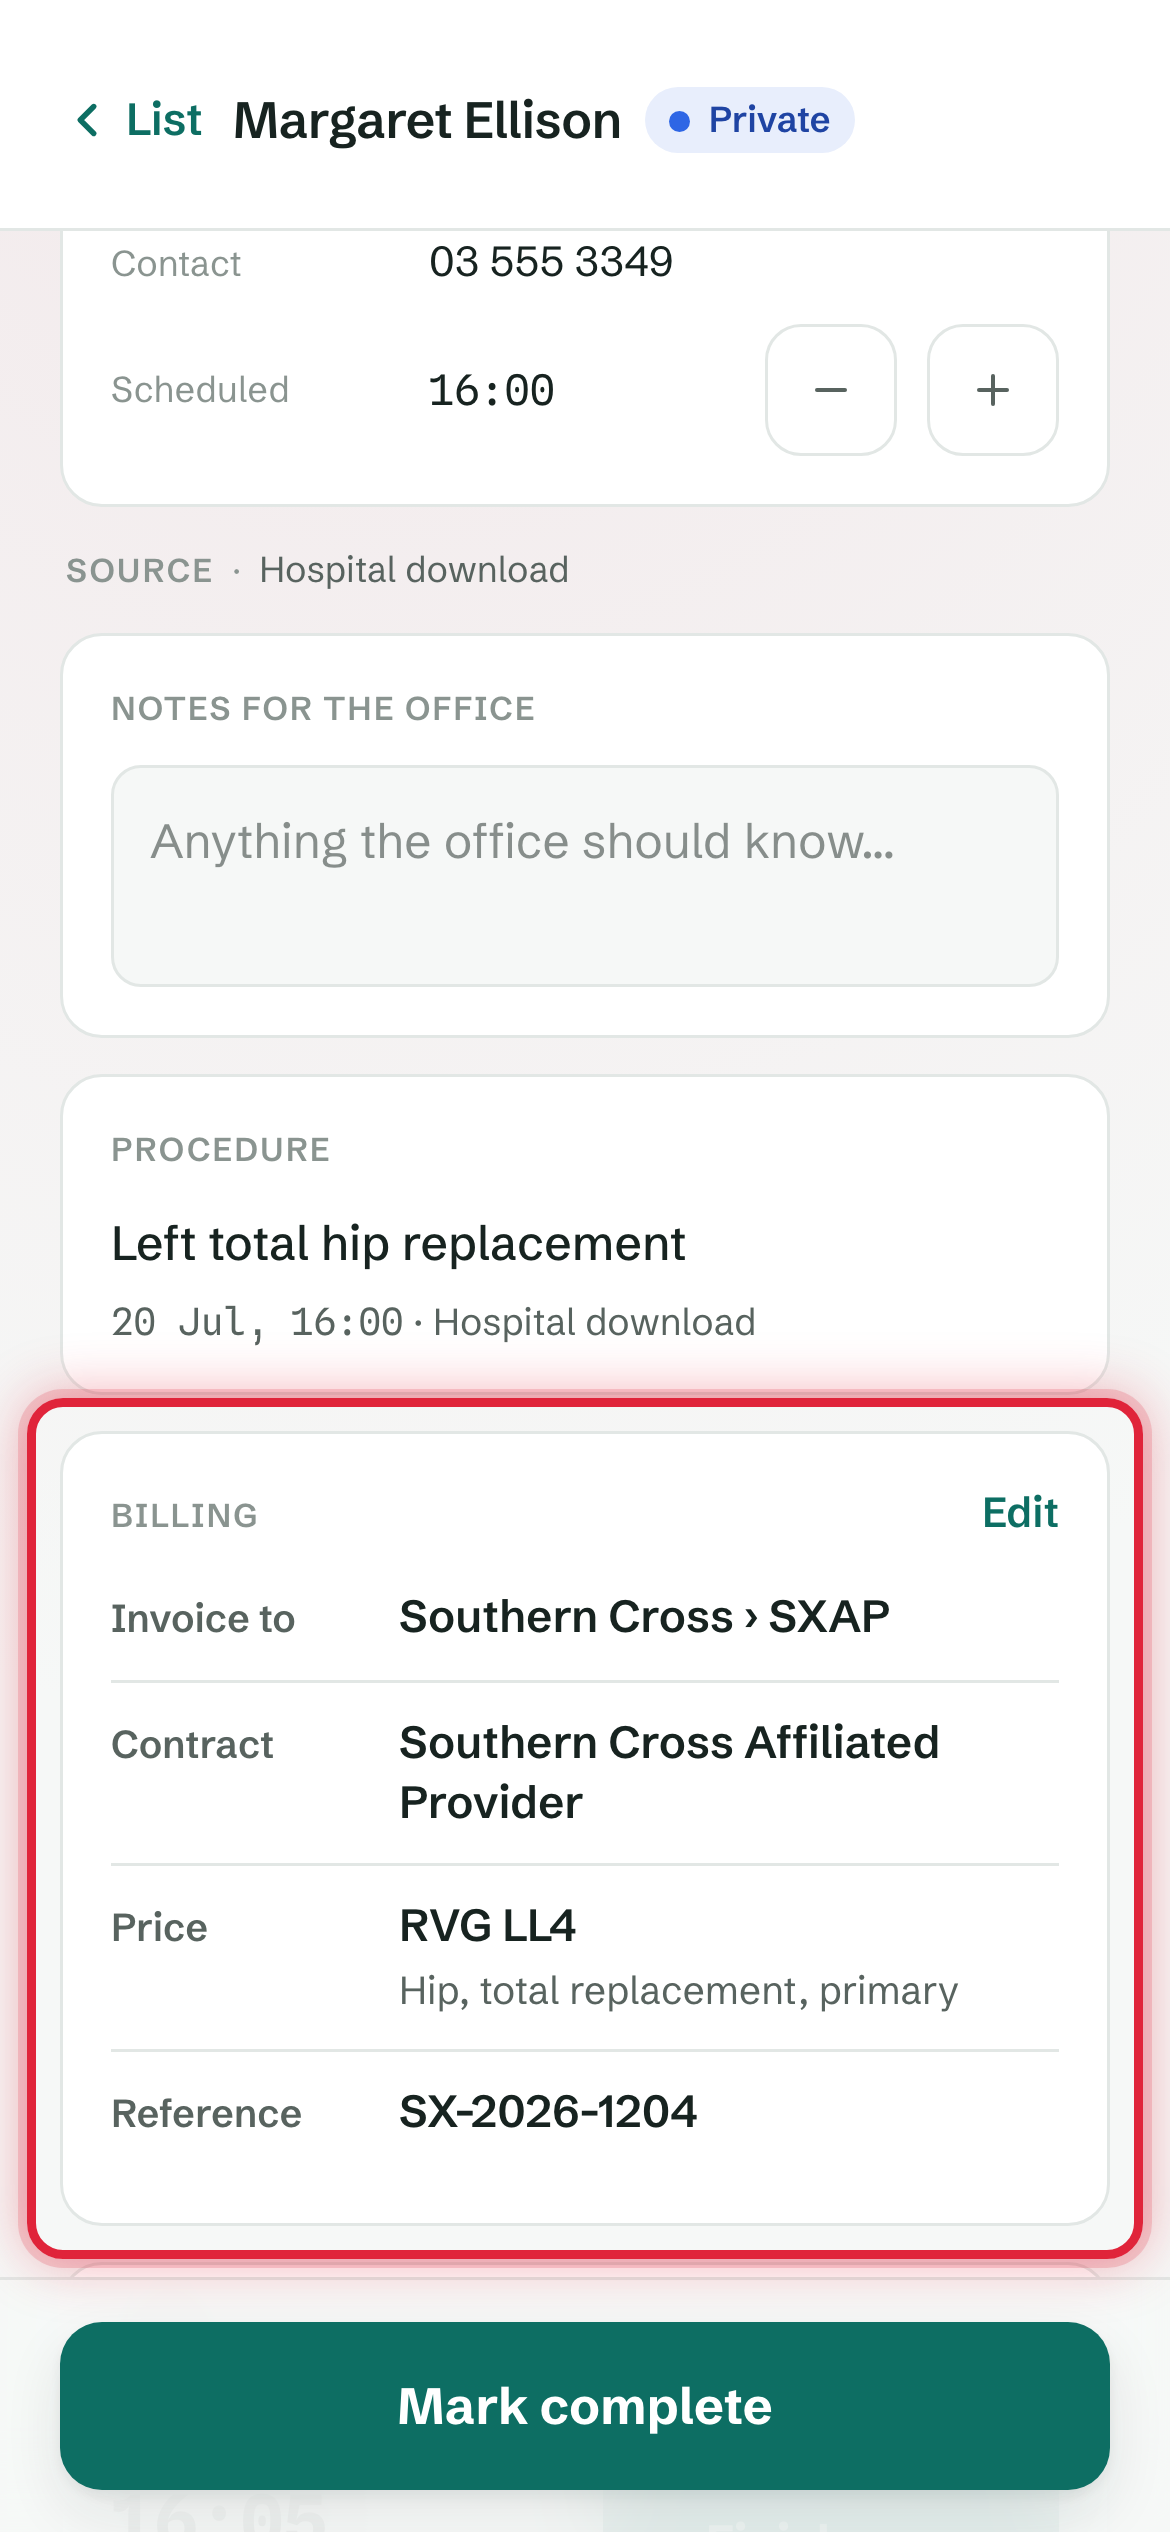 List Margaret Ellison Private
Contact 03 555 3349
Scheduled 16:00 − +
SOURCE · Hospital download
NOTES FOR THE OFFICE
Anything the office should know...
PROCEDURE
Left total hip replacement
20 Jul, 16:00 · Hospital download
BILLING Edit
Invoice to Southern Cross › SXAP
Contract Southern Cross Affiliated
Provider
Price RVG LL4
Hip, total replacement, primary
Reference SX-2026-1204
Mark complete
16:05